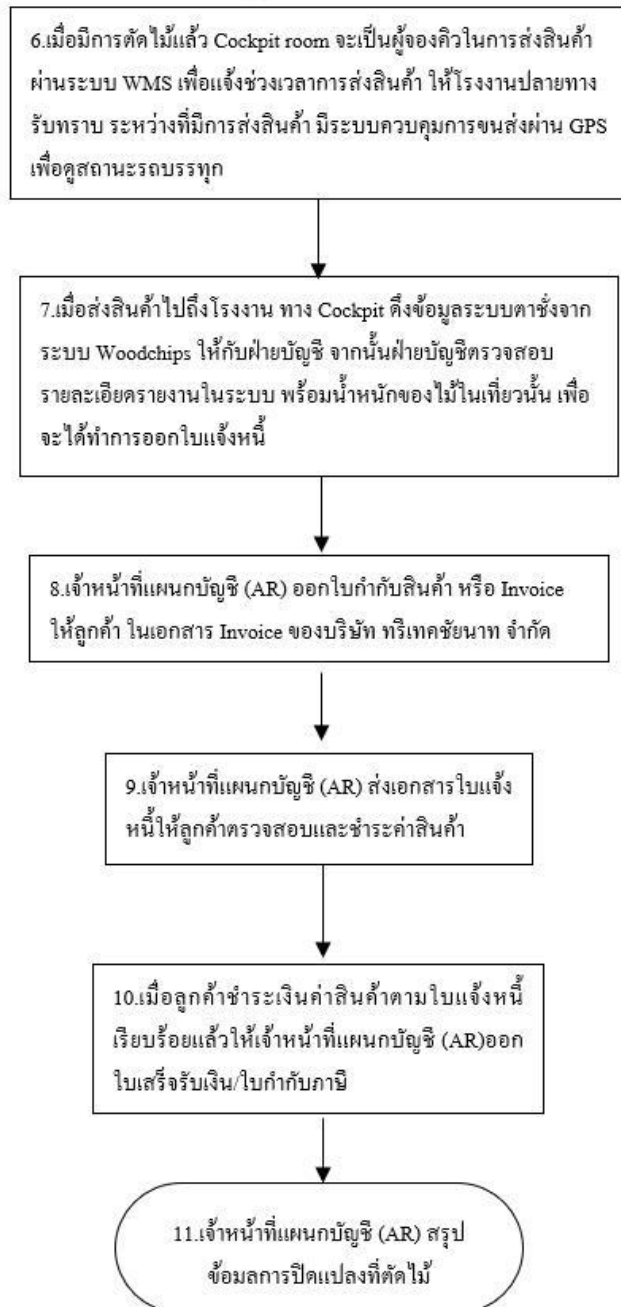 6.เมื่อมีการตัดไม้แล้ว Cockpit room จะเป็นผู้จองคิวในการส่งสินค้า
ผ่านระบบ WMS เพื่อแจ้งช่วงเวลาการส่งสินค้า ให้โรงงานปลายทาง
รับทราบ ระหว่างที่มีการส่งสินค้า มีระบบควบคุมการขนส่งผ่าน GPS
เพื่อดูสถานะรถบรรทุก
7.เมื่อส่งสินค้าไปถึงโรงงาน ทาง Cockpit ดึงข้อมูลระบบตาชั่งจาก
ระบบ Woodchips ให้กับฝ่ายบัญชี จากนั้นฝ่ายบัญชีตรวจสอบ
รายละเอียดรายงานในระบบ พร้อมน้ำหนักของไม้ในเที่ยวนั้น เพื่อ
จะได้ทำการออกใบแจ้งหนี้
8.เจ้าหน้าที่แผนกบัญชี (AR) ออกใบกำกับสินค้า หรือ Invoice
ให้ลูกค้า ในเอกสาร Invoice ของบริษัท ทรีเทคชัยนาท จำกัด
9.เจ้าหน้าที่แผนกบัญชี (AR) ส่งเอกสารใบแจ้ง
หนี้ให้ลูกค้าตรวจสอบและชำระค่าสินค้า
10.เมื่อลูกค้าชำระเงินค่าสินค้าตามใบแจ้งหนี้
เรียบร้อยแล้วให้เจ้าหน้าที่แผนกบัญชี (AR)ออก
ใบเสร็จรับเงิน/ใบกำกับภาษี
11.เจ้าหน้าที่แผนกบัญชี (AR) สรุป
ข้อมูลการปิดแปลงที่ตัดไม้